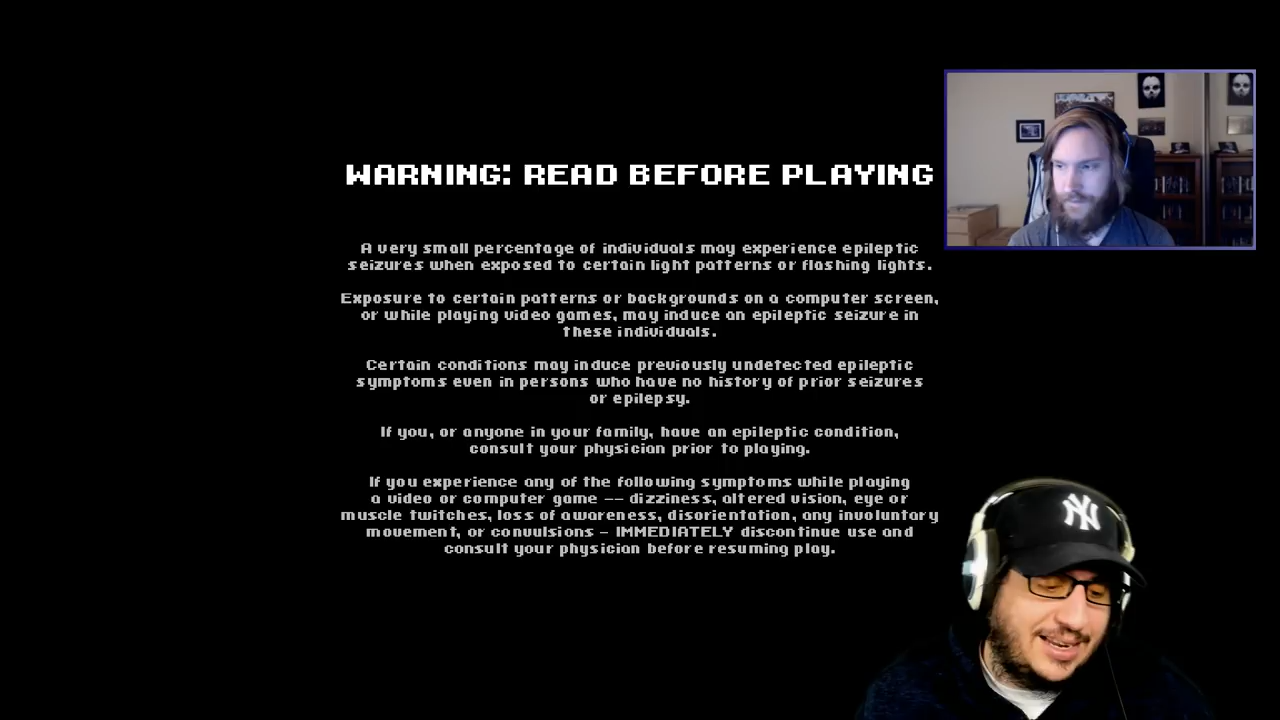 WARNING: READ BEFORE PLAYING
A very small percentage of individuals may experience epileptic
seizures when exposed to certain light patterns or flashing lights.
Exposure to certain patterns or backgrounds on a computer screen,
or while playing video games, may induce an epileptic seizure in
these individuals.
Certain conditions may induce previously undetected epileptic
symptoms even in persons who have no history of prior seizures
or epilepsy.
If you, or anyone in your family, have an epileptic condition,
consult your physician prior to playing.
If you experience any of the following symptoms while playing
a video or computer game -- dizziness, altered vision, eye or
muscle twitches, loss of awareness, disorientation, any involuntary
movement, or convulsions - IMMEDIATELY discontinue use and
consult your physician before resuming play.
NY